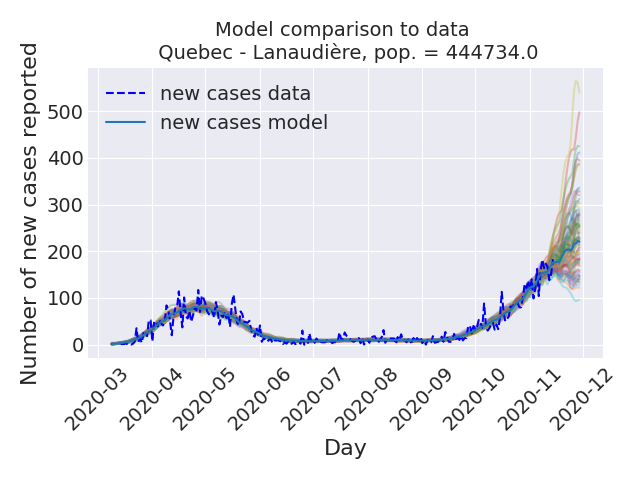 Model comparison to data
Quebec - Lanaudière, pop. = 444734.0
Number of new cases reported
500
400
300
200
100
0
new cases data
new cases model
2020-03
2020-04
2020-05
2020-06
2020-07
2020-08
2020-09
2020-10
2020-11
2020-12
Day